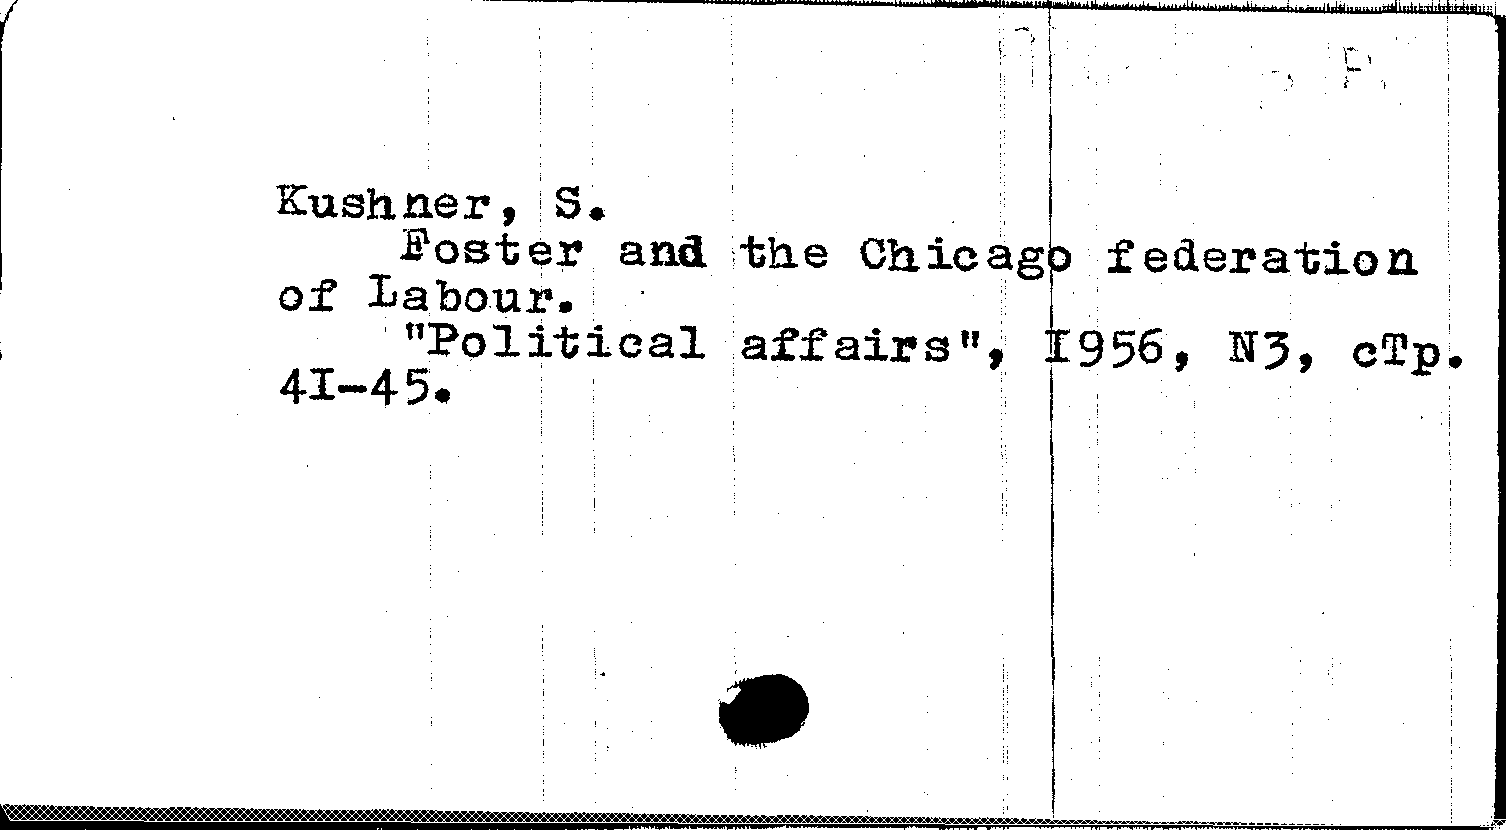 Kushner, S.
Foster and the Chicago federation
of Labour.
"Political affairs", I956, N3, cTp.
4I-45.